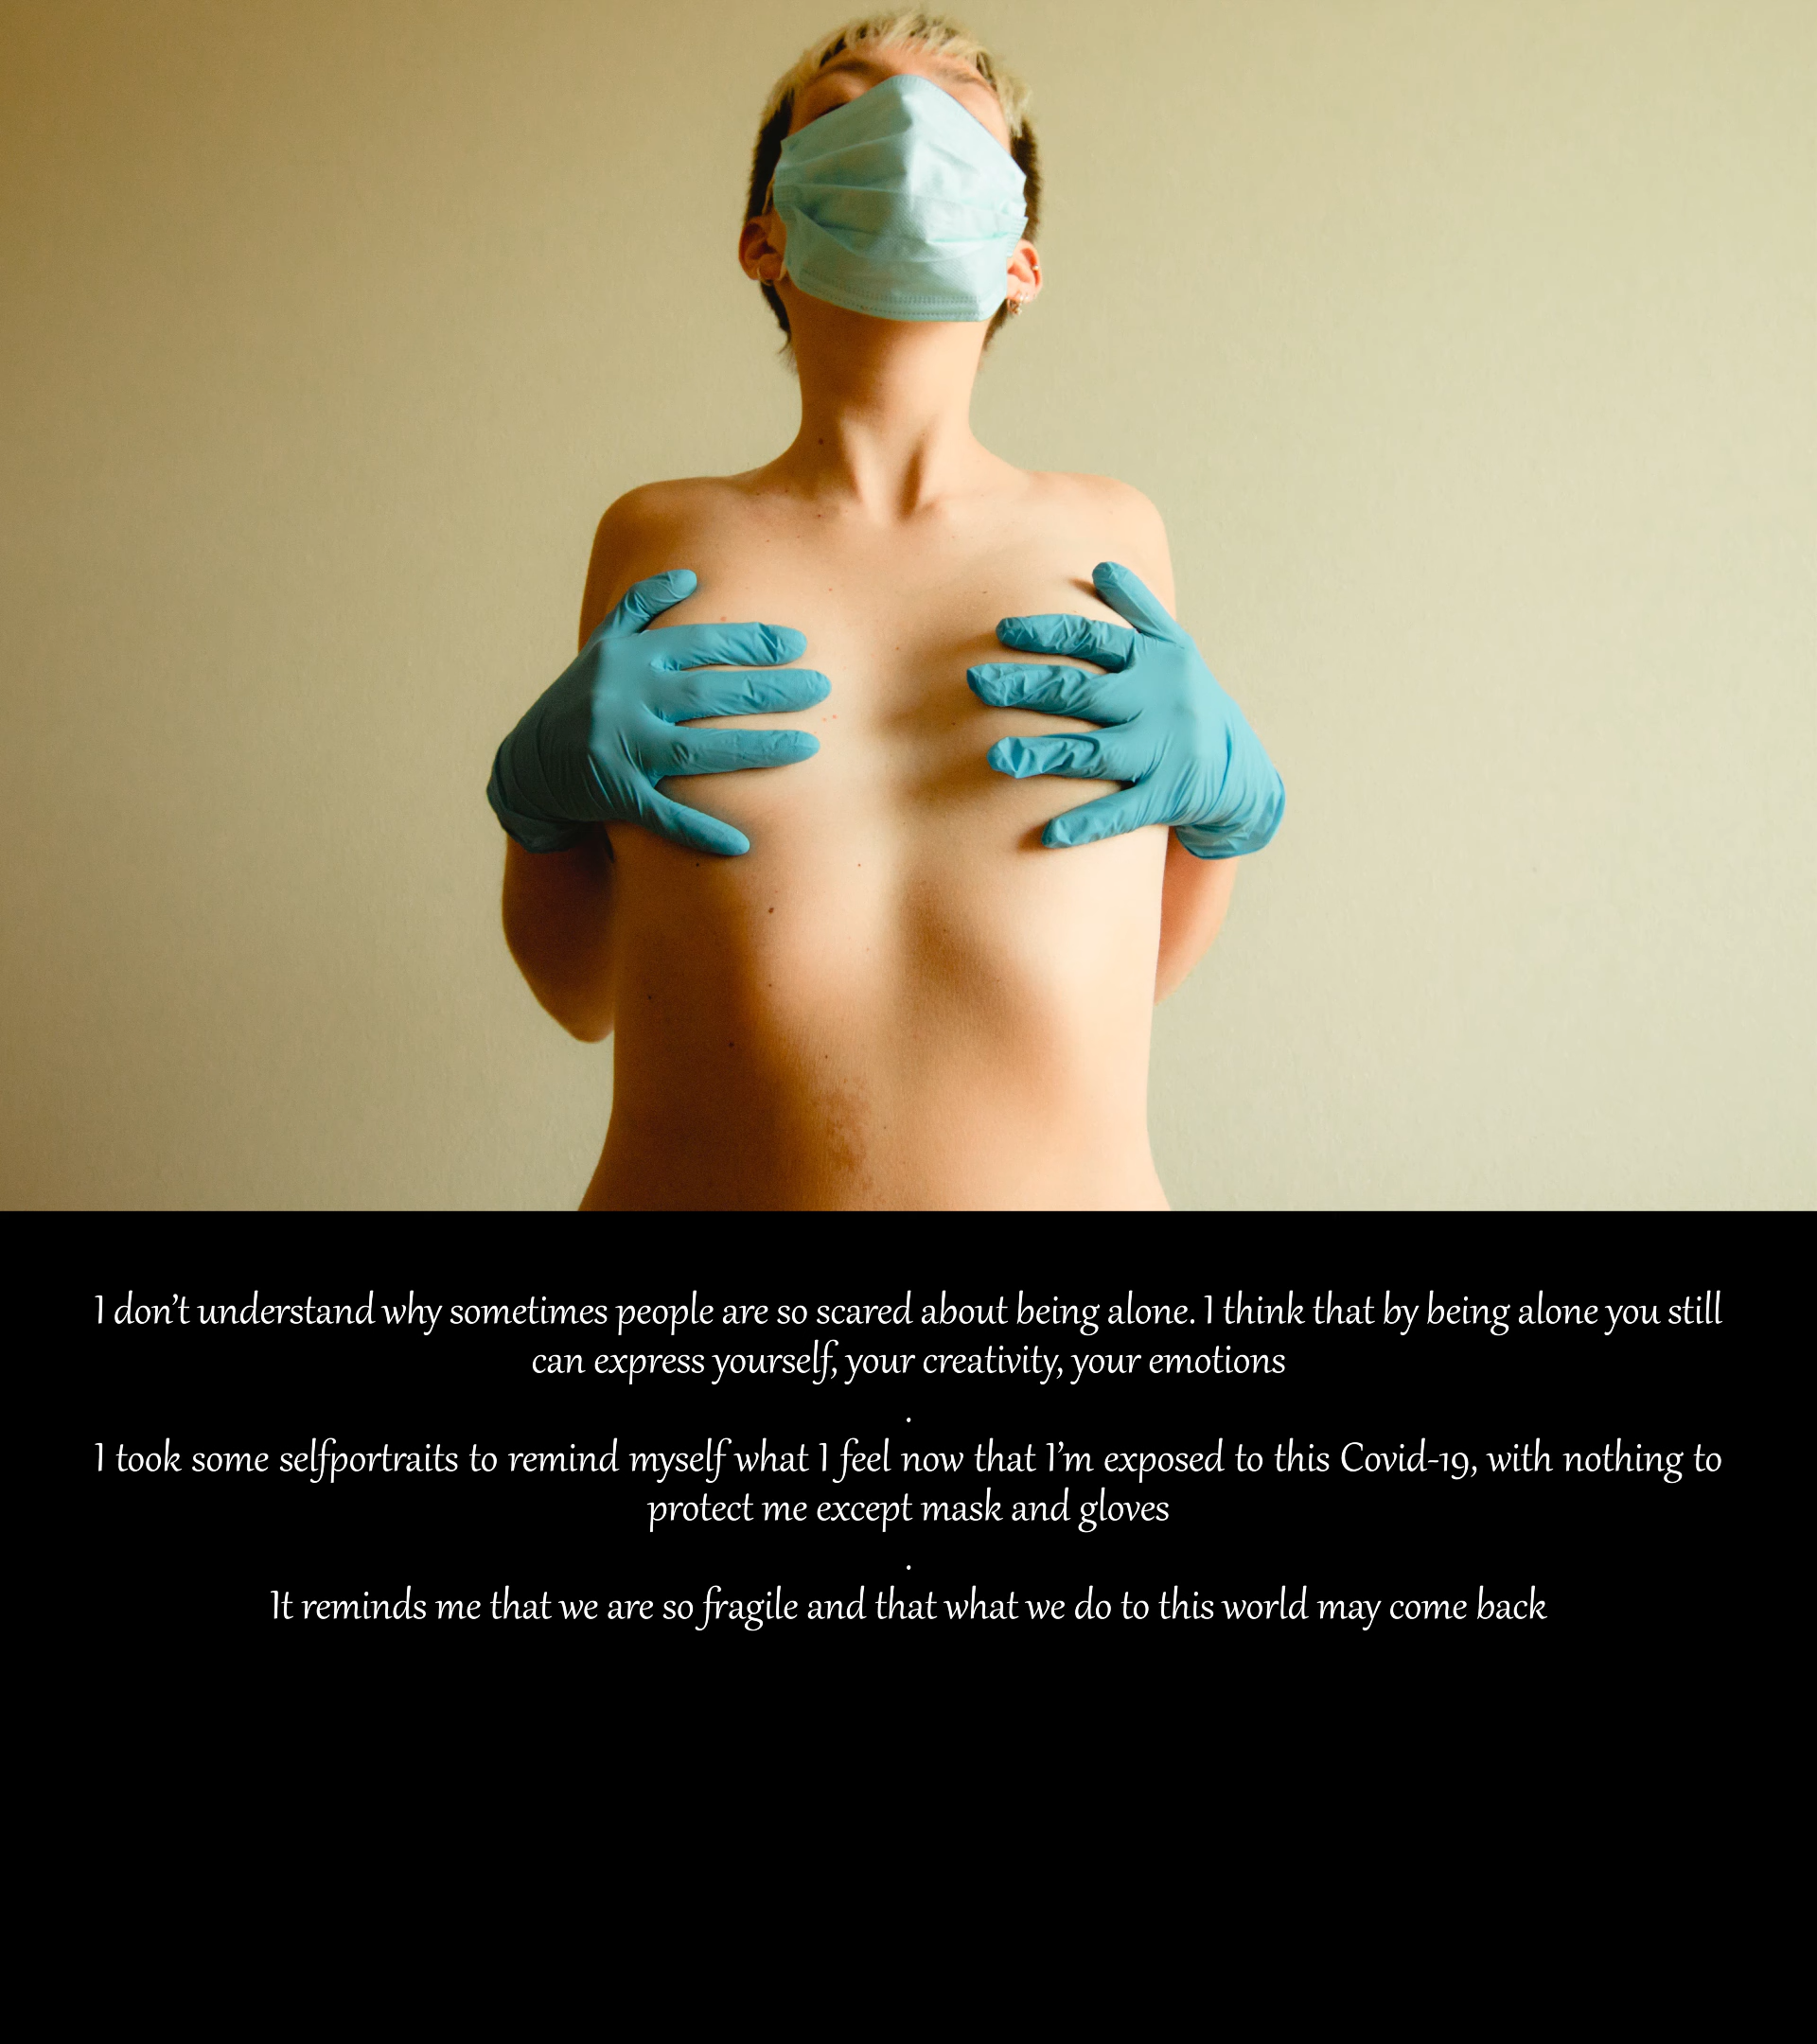 I don't understand why sometimes people are so scared about being alone. I think that by being alone you still
can express yourself, your creativity, your emotions
.
I took some selfportraits to remind myself what I feel now that I'm exposed to this Covid-19, with nothing to
protect me except mask and gloves
.
It reminds me that we are so fragile and that what we do to this world may come back